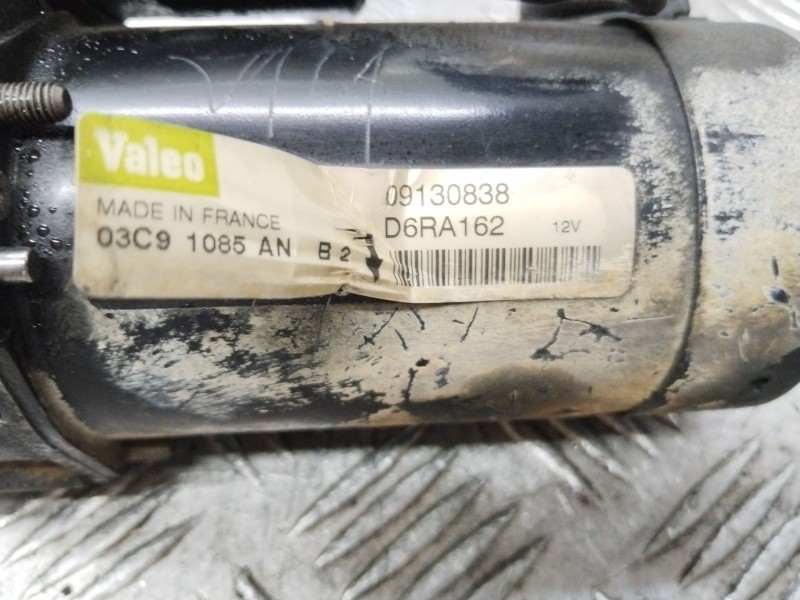 Valeo
MADE IN FRANCE
03C9 1085 AN B 2
09130838
D6RA162 12V